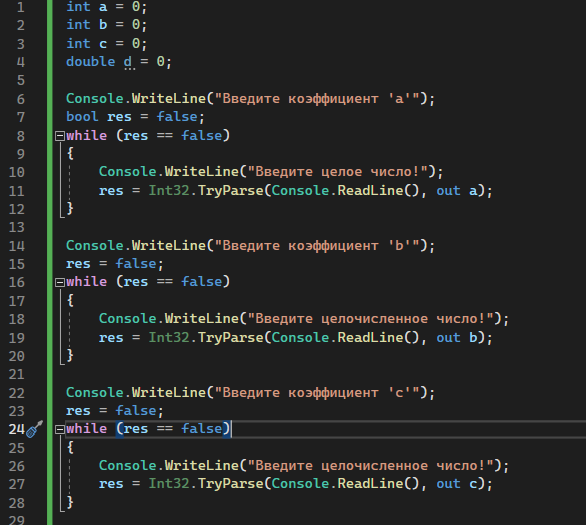 1 int a = 0;
2 int b = 0;
3 int c = 0;
4 double d = 0;
5
6 Console.WriteLine("Введите коэффициент 'a'");
7 bool res = false;
8 while (res == false)
9 {
10 Console.WriteLine("Введите целое число!");
11 res = Int32.TryParse(Console.ReadLine(), out a);
12 }
13
14 Console.WriteLine("Введите коэффициент 'b'");
15 res = false;
16 while (res == false)
17 {
18 Console.WriteLine("Введите целочисленное число!");
19 res = Int32.TryParse(Console.ReadLine(), out b);
20 }
21
22 Console.WriteLine("Введите коэффициент 'c'");
23 res = false;
24 while (res == false)
25 {
26 Console.WriteLine("Введите целочисленное число!");
27 res = Int32.TryParse(Console.ReadLine(), out c);
28 }
29